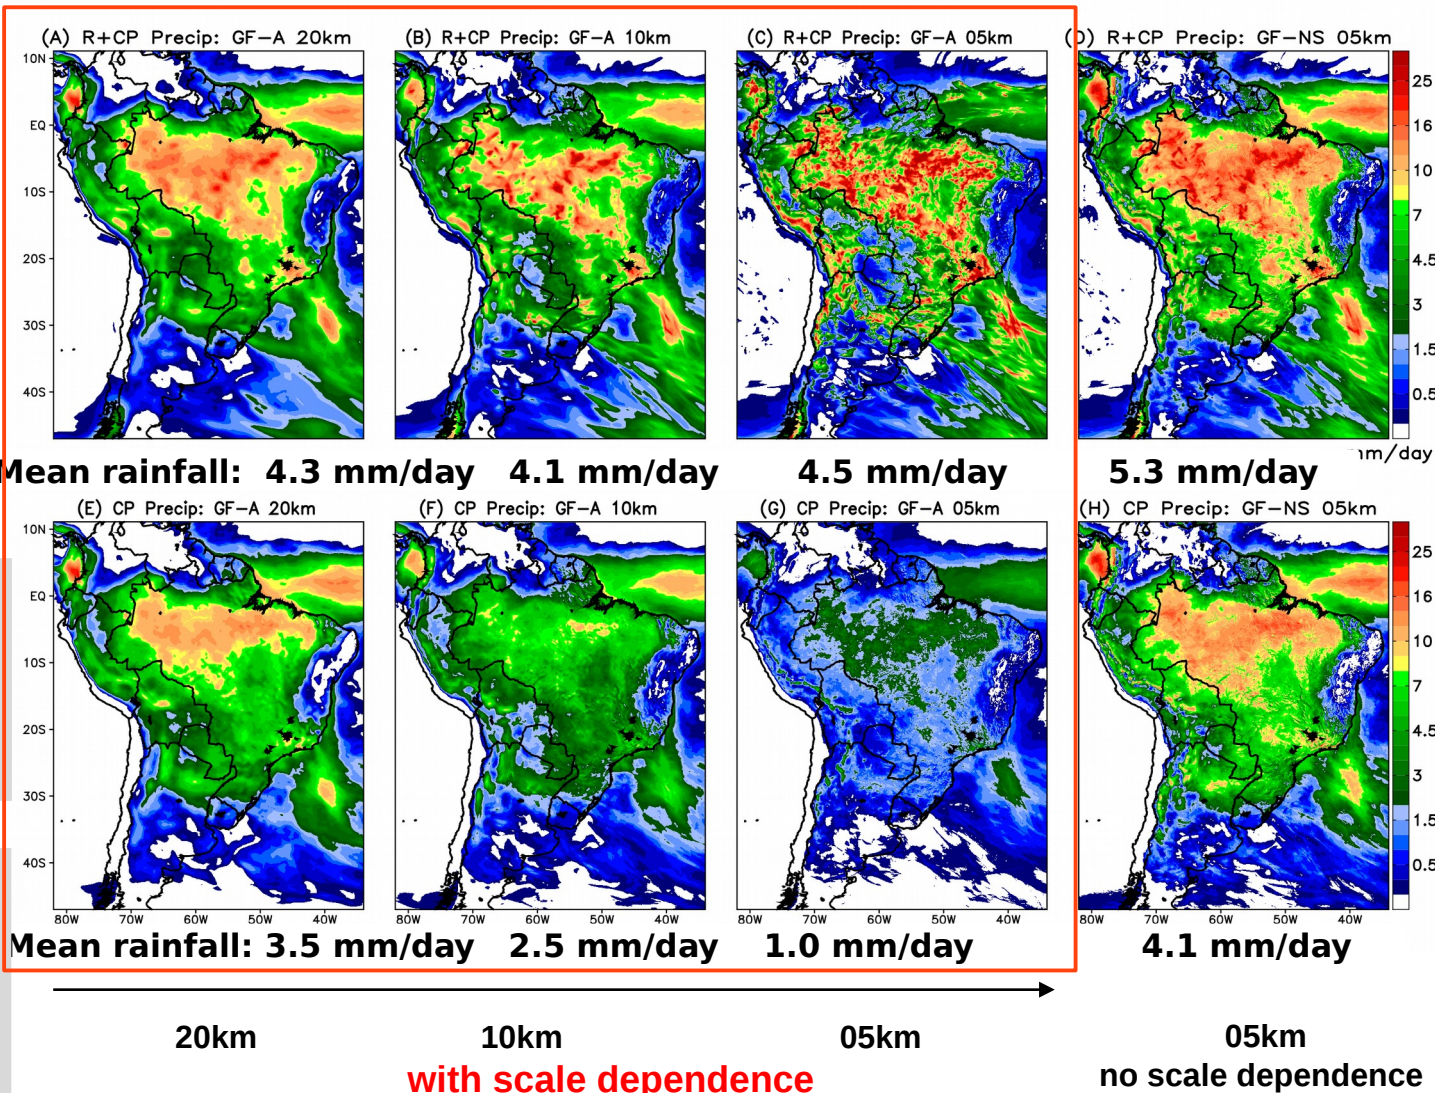 (A) R+CP Precip: GF-A 20km
(B) R+CP Precip: GF-A 10km
(C) R+CP Precip: GF-A 05km
(D) R+CP Precip: GF-NS 05km
10N
EQ
10S
20S
30S
40S
25
16
10
7
4.5
3
1.5
0.5
mm/day
Mean rainfall: 4.3 mm/day 4.1 mm/day 4.5 mm/day 5.3 mm/day
(E) CP Precip: GF-A 20km
(F) CP Precip: GF-A 10km
(G) CP Precip: GF-A 05km
(H) CP Precip: GF-NS 05km
10N
EQ
10S
20S
30S
40S
25
16
10
7
4.5
3
1.5
0.5
80W 70W 60W 50W 40W
80W 70W 60W 50W 40W
80W 70W 60W 50W 40W
80W 70W 60W 50W 40W
Mean rainfall: 3.5 mm/day 2.5 mm/day 1.0 mm/day 4.1 mm/day
20km 10km 05km 05km
with scale dependence no scale dependence